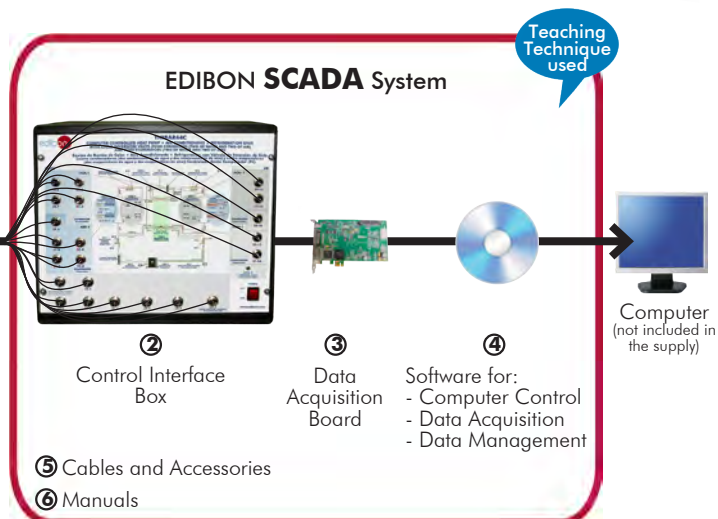 Teaching
Technique
used
EDIBON SCADA System
②
Control Interface
Box
③
Data
Acquisition
Board
④
Software for:
- Computer Control
- Data Acquisition
- Data Management
Computer
(not included in
the supply)
⑤ Cables and Accessories
⑥ Manuals